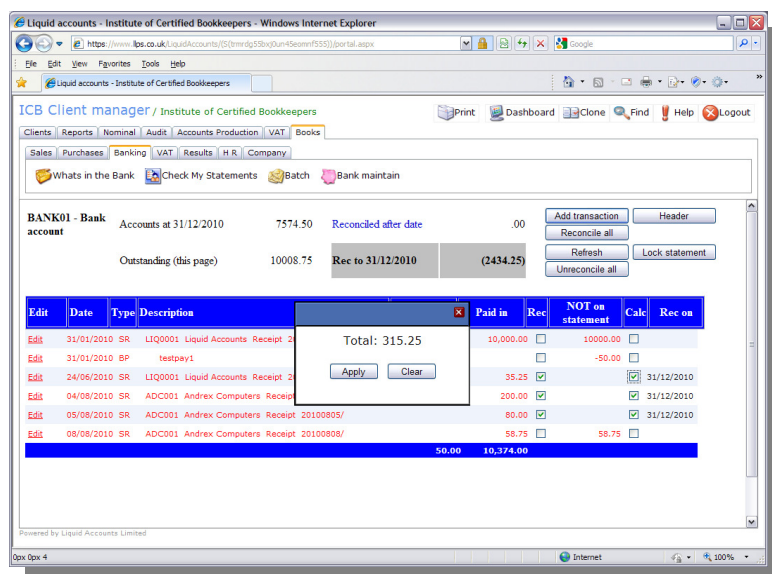 Liquid accounts - Institute of Certified Bookkeepers - Windows Internet Explorer
https://www.llps.co.uk/LiquidAccounts/(S(trmrdg55bxj0un45eomnf555))/portal.aspx
Google
File Edit View Favorites Tools Help
Liquid accounts - Institute of Certified Bookkeepers
ICB Client manager / Institute of Certified Bookkeepers
Print Dashboard Clone Find Help Logout
Clients Reports Nominal Audit Accounts Production VAT Books
Sales Purchases Banking VAT Results H R Company
Whats in the Bank Check My Statements Batch Bank maintain
BANK01 - Bank account Accounts at 31/12/2010 7574.50 Reconciled after date .00 Add transaction Header
Reconcile all
Outstanding (this page) 10008.75 Rec to 31/12/2010 (2434.25) Refresh Lock statement
Unreconcile all
Edit Date Type Description Paid in Rec NOT on statement Calc Rec on
Edit 31/01/2010 SR LIQ0001 Liquid Accounts Receipt 10,000.00 10000.00
Edit 31/01/2010 BP testpay1 -50.00
Edit 24/06/2010 SR LIQ0001 Liquid Accounts Receipt 35.25 31/12/2010
Edit 04/08/2010 SR ADC001 Andrex Computers 200.00 31/12/2010
Edit 05/08/2010 SR ADC001 Andrex Computers Receipt 20100805/ 80.00 31/12/2010
Edit 08/08/2010 SR ADC001 Andrex Computers Receipt 20100808/ 58.75 58.75
50.00 10,374.00
Total: 315.25
Apply Clear
Powered by Liquid Accounts Limited
0px 0px 4 Internet 100%